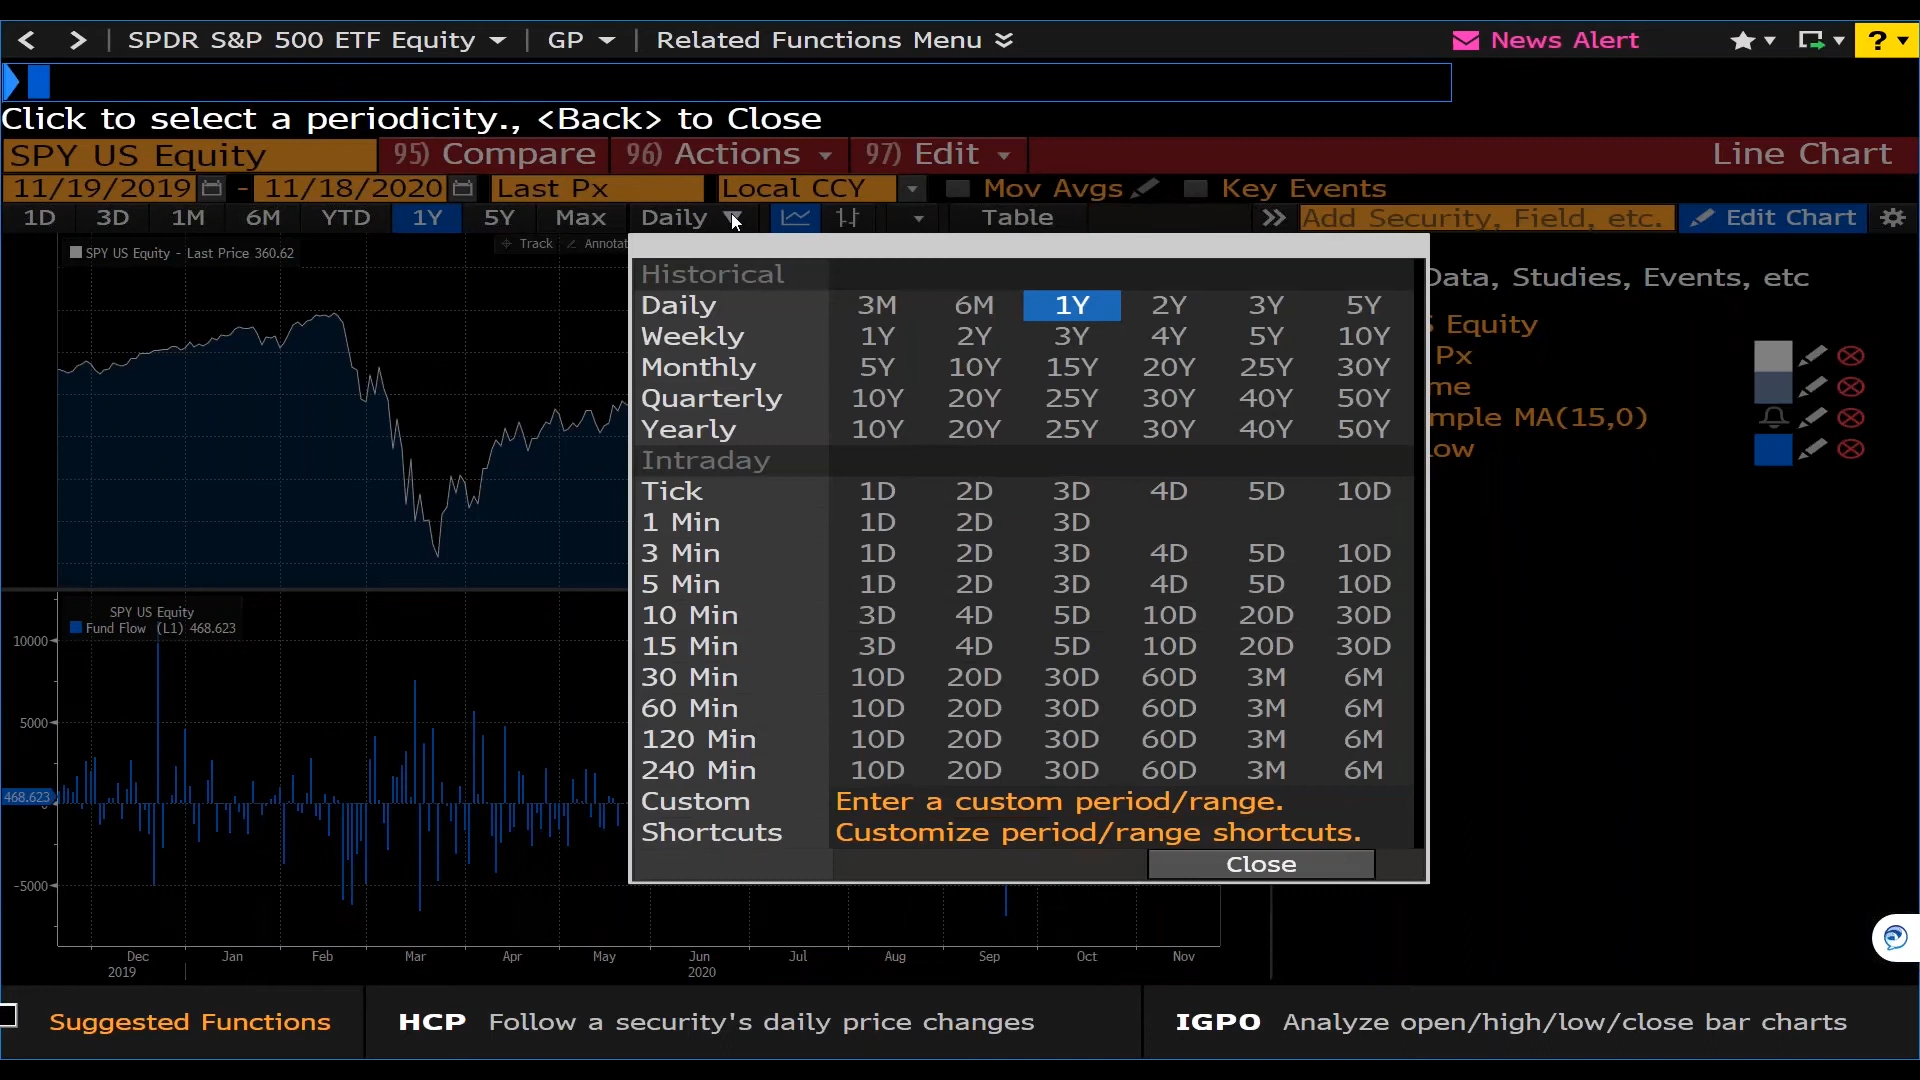 SPDR S&P 500 ETF Equity GP Related Functions Menu News Alert ?
Click to select a periodicity., <Back> to Close
SPY US Equity 95) Compare 96) Actions 97) Edit Line Chart
11/19/2019 - 11/18/2020 Last Px Local CCY Mov Avgs Key Events
1D 3D 1M 6M YTD 1Y 5Y Max Daily Table Add Security, Field, etc. Edit Chart
SPY US Equity - Last Price 360.62 Track Annotat
Data, Studies, Events, etc
Equity
Px
me
mple MA(15,0)
ow
Historical
Daily 3M 6M 1Y 2Y 3Y 5Y
Weekly 1Y 2Y 3Y 4Y 5Y 10Y
Monthly 5Y 10Y 15Y 20Y 25Y 30Y
Quarterly 10Y 20Y 25Y 30Y 40Y 50Y
Yearly 10Y 20Y 25Y 30Y 40Y 50Y
Intraday
Tick 1D 2D 3D 4D 5D 10D
1 Min 1D 2D 3D
3 Min 1D 2D 3D 4D 5D 10D
5 Min 1D 2D 3D 4D 5D 10D
10 Min 3D 4D 5D 10D 20D 30D
15 Min 3D 4D 5D 10D 20D 30D
30 Min 10D 20D 30D 60D 3M 6M
60 Min 10D 20D 30D 60D 3M 6M
120 Min 10D 20D 30D 60D 3M 6M
240 Min 10D 20D 30D 60D 3M 6M
Custom Enter a custom period/range.
Shortcuts Customize period/range shortcuts.
Close
SPY US Equity
Fund Flow (L1) 468.623
10000
5000
0
468.623
-5000
Dec Jan Feb Mar Apr May Jun Jul Aug Sep Oct Nov
2019 2020
Suggested Functions HCP Follow a security's daily price changes IGPO Analyze open/high/low/close bar charts